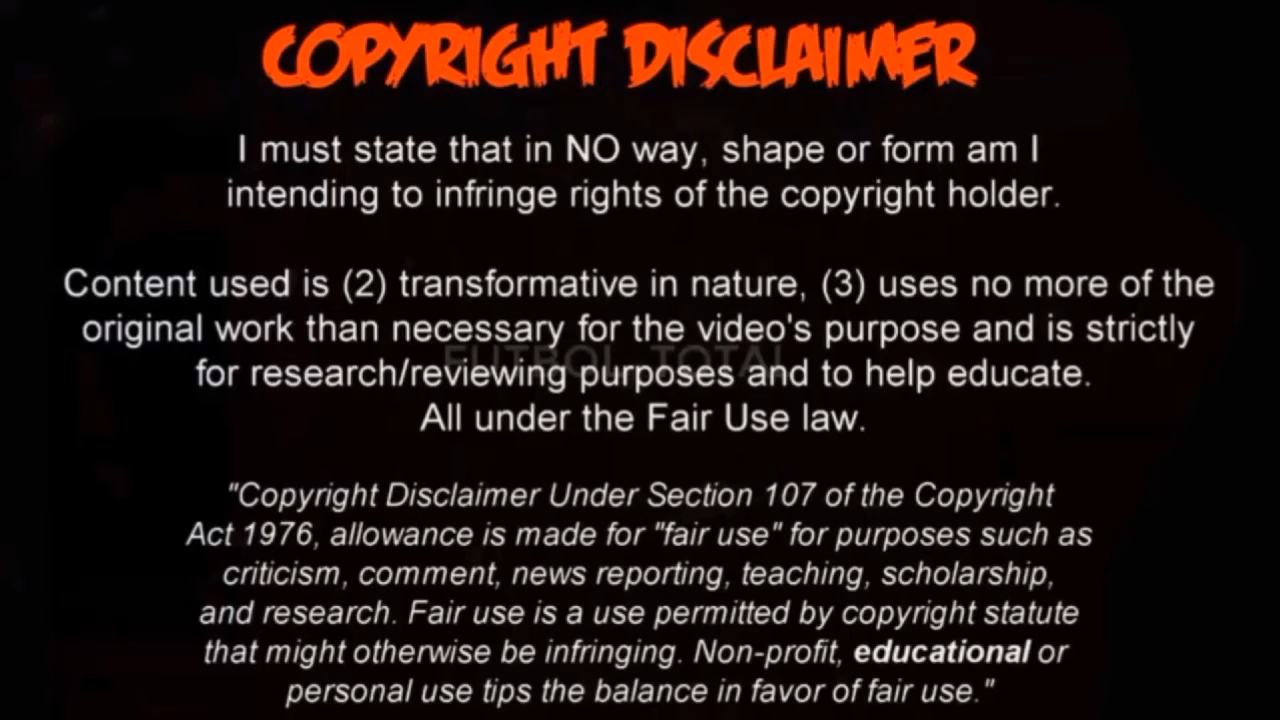 COPYRIGHT DISCLAIMER
I must state that in NO way, shape or form am I
intending to infringe rights of the copyright holder.
Content used is (2) transformative in nature, (3) uses no more of the
original work than necessary for the video's purpose and is strictly
FUTBOL TOTAL
for research/reviewing purposes and to help educate.
All under the Fair Use law.
"Copyright Disclaimer Under Section 107 of the Copyright
Act 1976, allowance is made for "fair use" for purposes such as
criticism, comment, news reporting, teaching, scholarship,
and research. Fair use is a use permitted by copyright statute
that might otherwise be infringing. Non-profit, educational or
personal use tips the balance in favor of fair use."